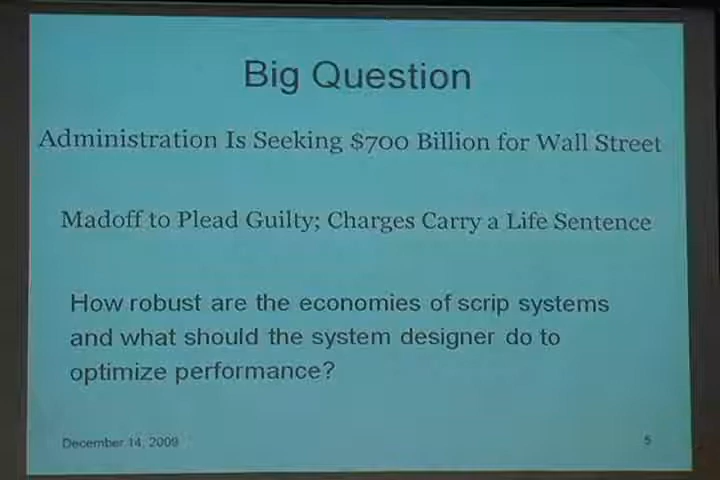 Big Question
Administration Is Seeking $700 Billion for Wall Street
Madoff to Plead Guilty; Charges Carry a Life Sentence
How robust are the economies of scrip systems
and what should the system designer do to
optimize performance?
December 14, 2009
5